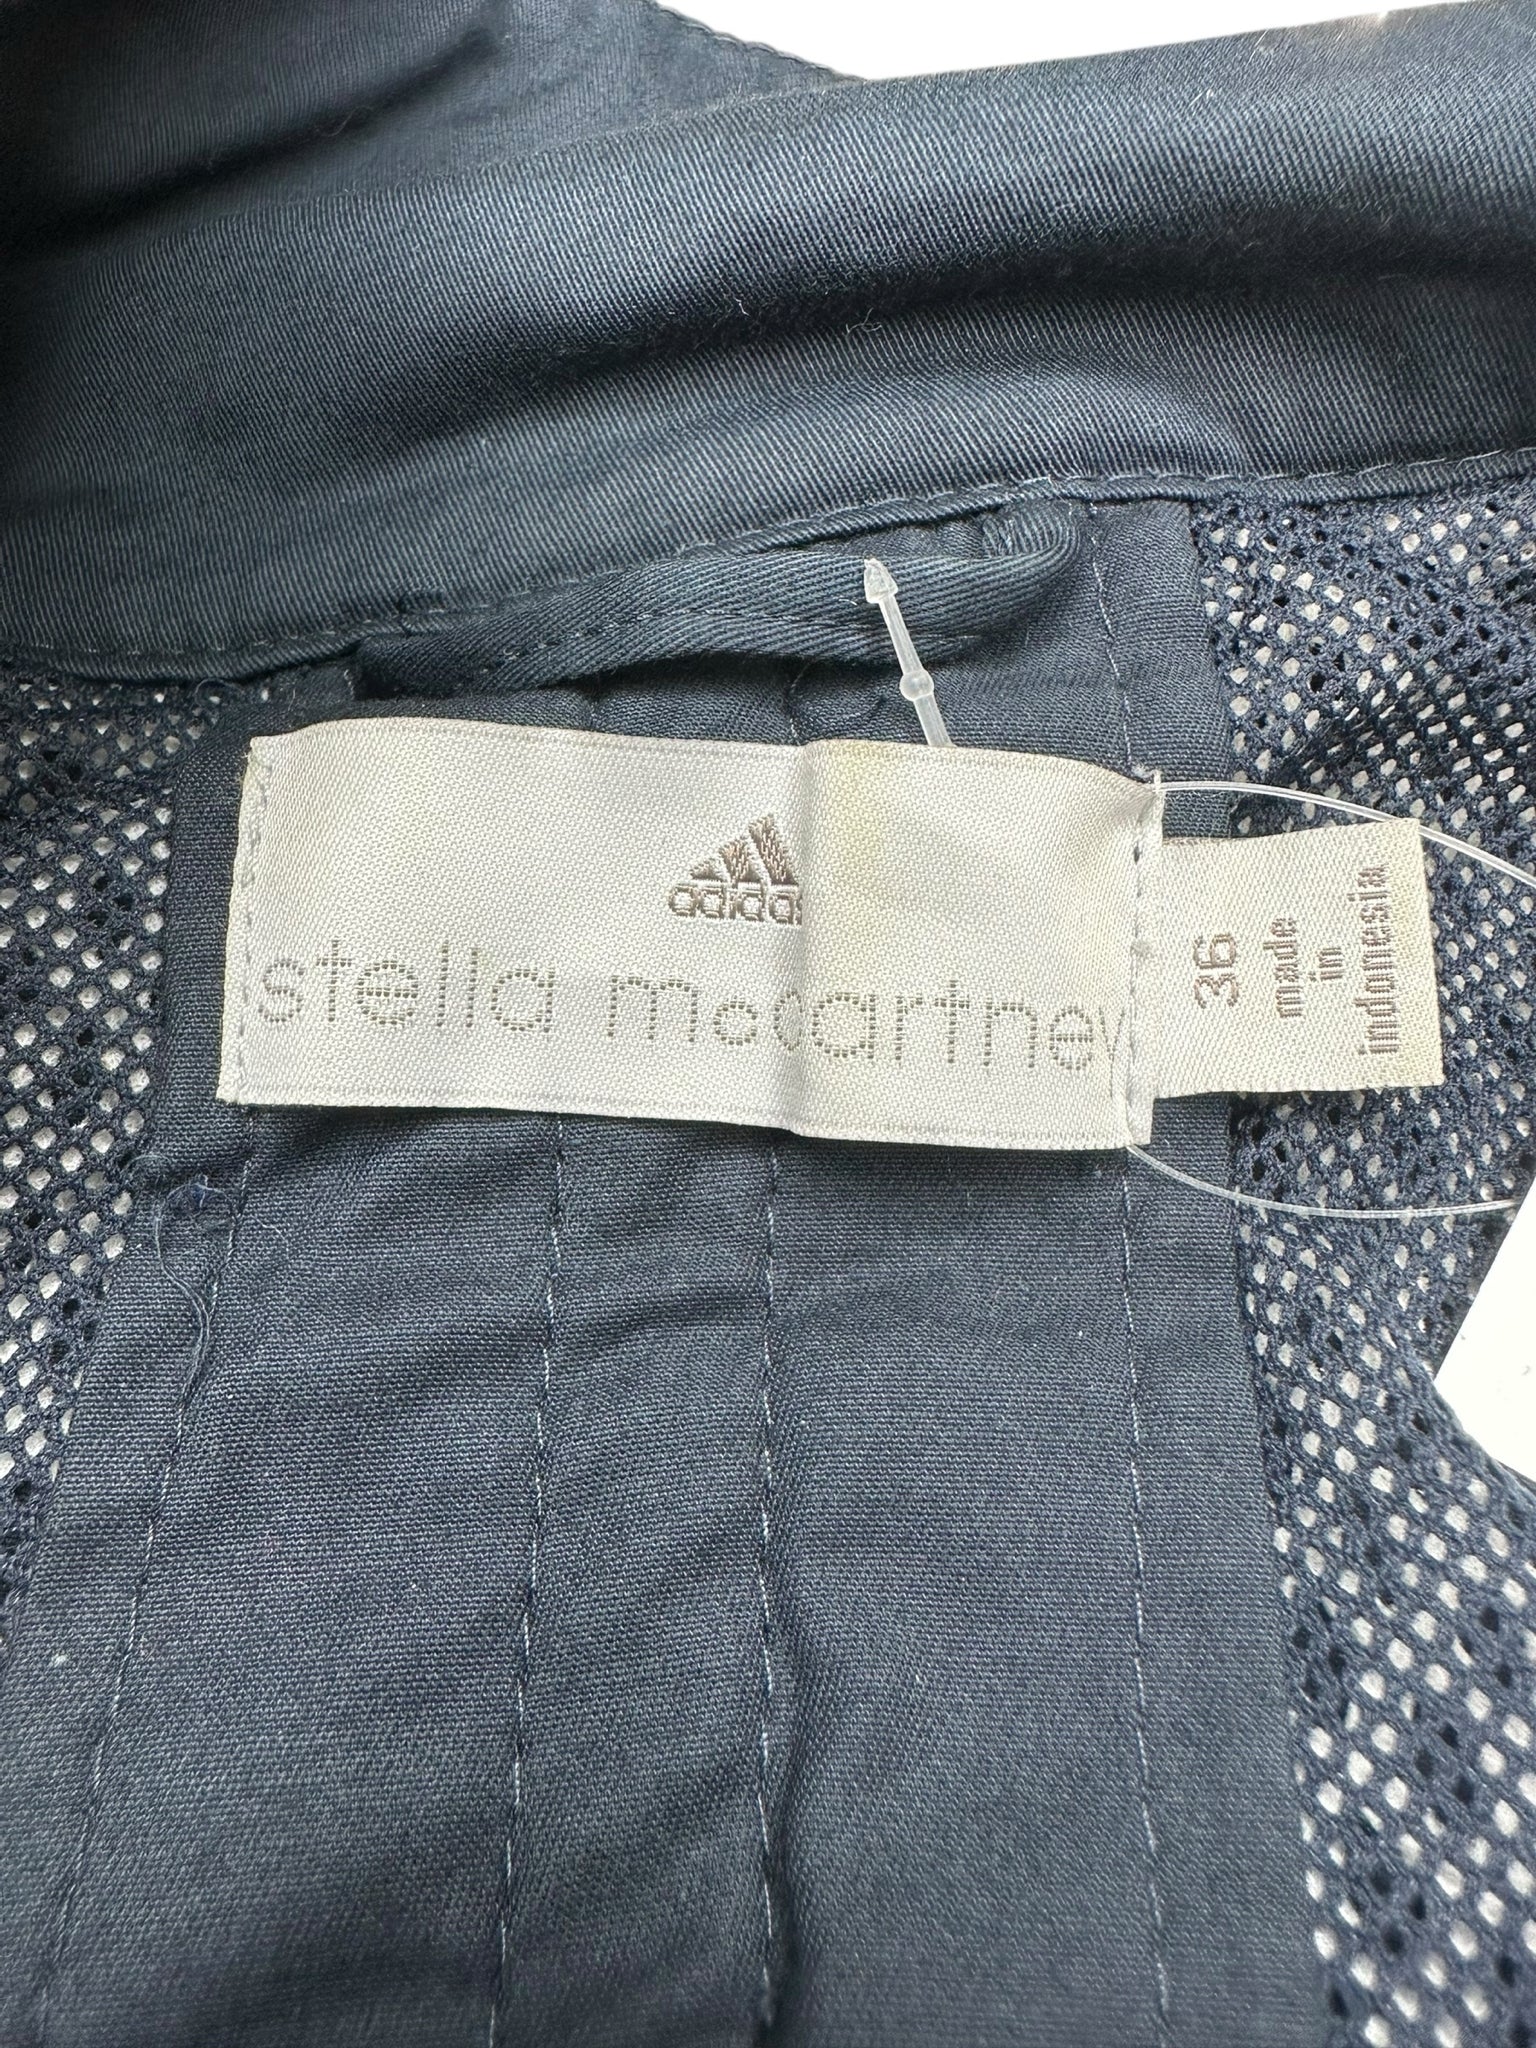 adidas
stella mccartney
36
made
in
indonesia